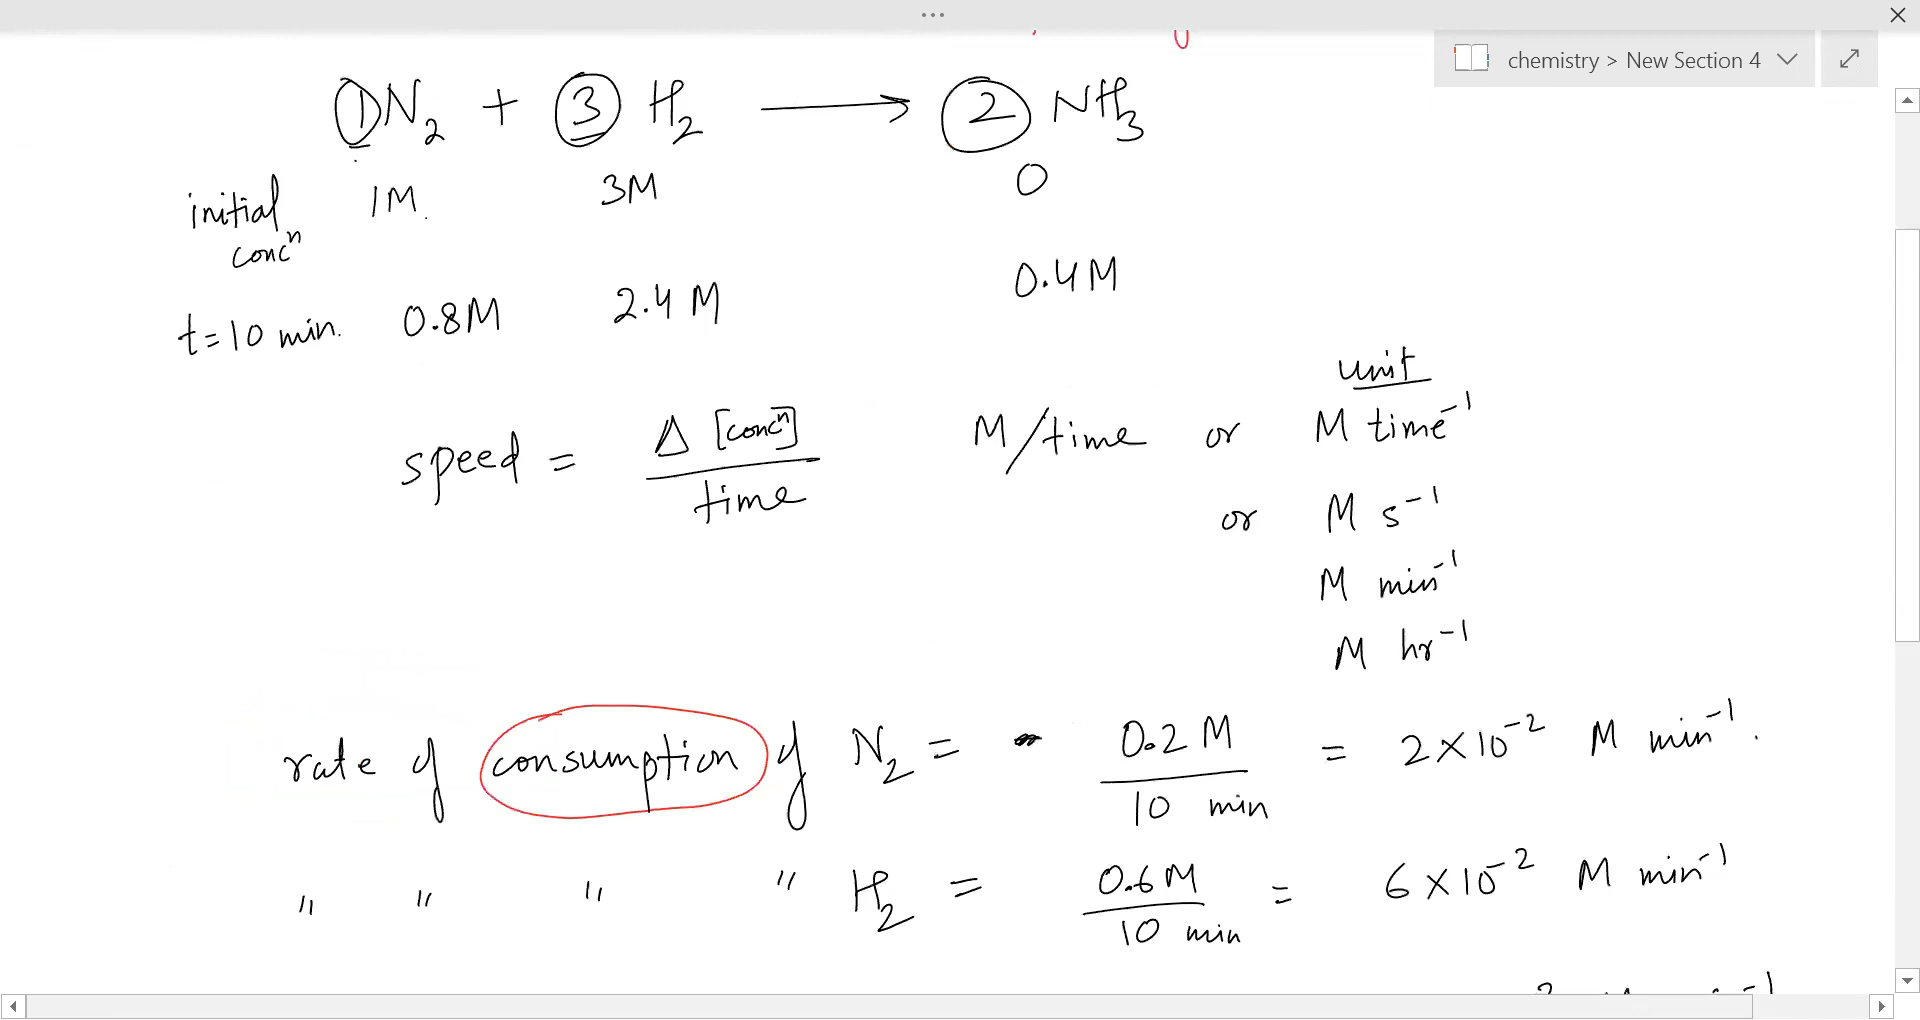 chemistry > New Section 4
1 N2 + 3 H2 ⟶ 2 NH3
initial concⁿ 1M. 3M 0
t=10 min. 0.8M 2.4 M 0.4M
unit
speed = Δ [concⁿ] / time M/time or M time⁻¹
or M s⁻¹
M min⁻¹
M hr⁻¹
rate of consumption of N2 = 0.2 M / 10 min = 2×10⁻² M min⁻¹.
" " " " H2 = 0.6M / 10 min = 6×10⁻² M min⁻¹